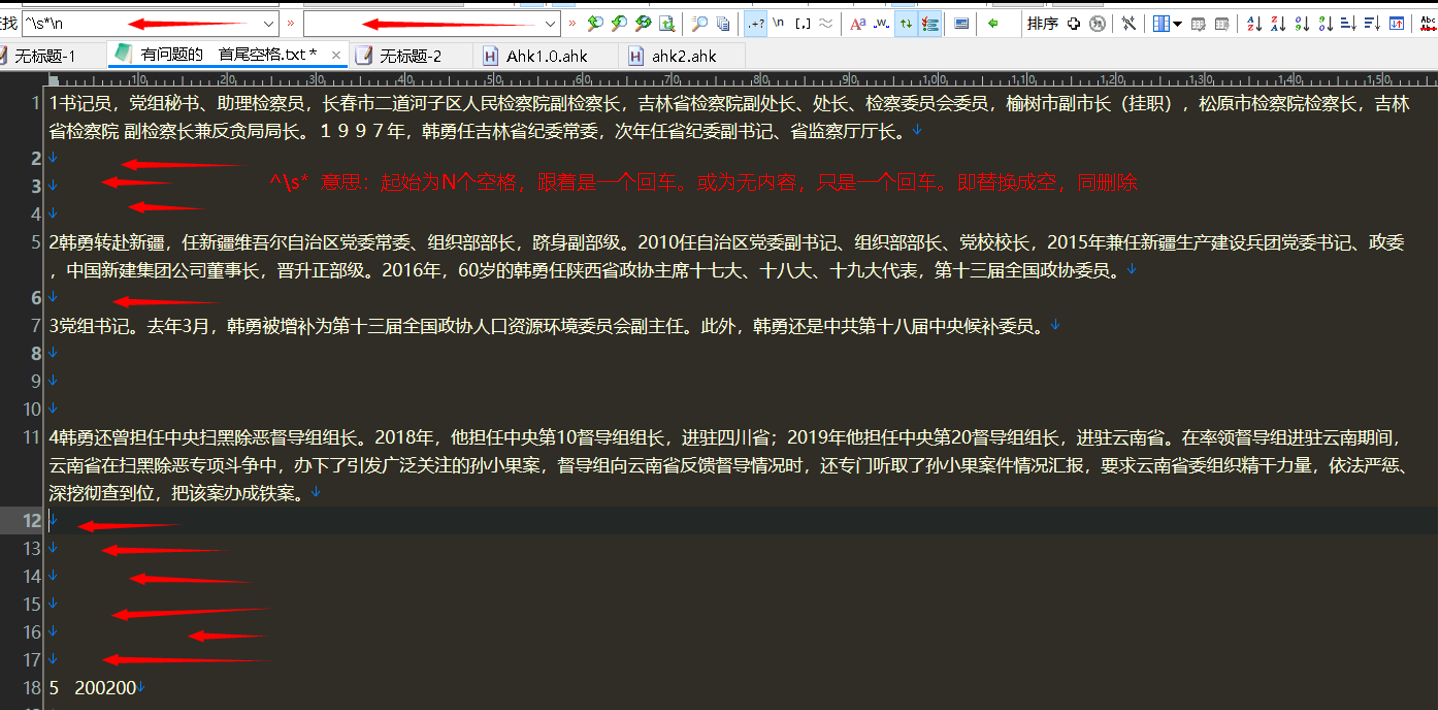 查找 ^\s*\n » » .*? \n [,] ≈ Aa .w. 排序 Abc
无标题-1 有问题的 首尾空格.txt * × 无标题-2 Ahk1.0.ahk ahk2.ahk
10 20 30 40 50 60 70 80 90 100 110 120 130 140 150
1 1书记员，党组秘书、助理检察员，长春市二道河子区人民检察院副检察长，吉林省检察院副处长、处长、检察委员会委员，榆树市副市长（挂职），松原市检察院检察长，吉林
省检察院 副检察长兼反贪局局长。１９９７年，韩勇任吉林省纪委常委，次年任省纪委副书记、省监察厅厅长。↓
2 ↓
^\s* 意思：起始为N个空格，跟着是一个回车。或为无内容，只是一个回车。即替换成空，同删除
3 ↓
4 ↓
5 2韩勇转赴新疆，任新疆维吾尔自治区党委常委、组织部部长，跻身副部级。2010任自治区党委副书记、组织部部长、党校校长，2015年兼任新疆生产建设兵团党委书记、政委
，中国新建集团公司董事长，晋升正部级。2016年，60岁的韩勇任陕西省政协主席十七大、十八大、十九大代表，第十三届全国政协委员。↓
6 ↓
7 3党组书记。去年3月，韩勇被增补为第十三届全国政协人口资源环境委员会副主任。此外，韩勇还是中共第十八届中央候补委员。↓
8 ↓
9 ↓
10 ↓
11 4韩勇还曾担任中央扫黑除恶督导组组长。2018年，他担任中央第10督导组组长，进驻四川省；2019年他担任中央第20督导组组长，进驻云南省。在率领督导组进驻云南期间，
云南省在扫黑除恶专项斗争中，办下了引发广泛关注的孙小果案，督导组向云南省反馈督导情况时，还专门听取了孙小果案件情况汇报，要求云南省委组织精干力量，依法严惩、
深挖彻查到位，把该案办成铁案。↓
12 ↓
13 ↓
14 ↓
15 ↓
16 ↓
17 ↓
18 5 200200↓